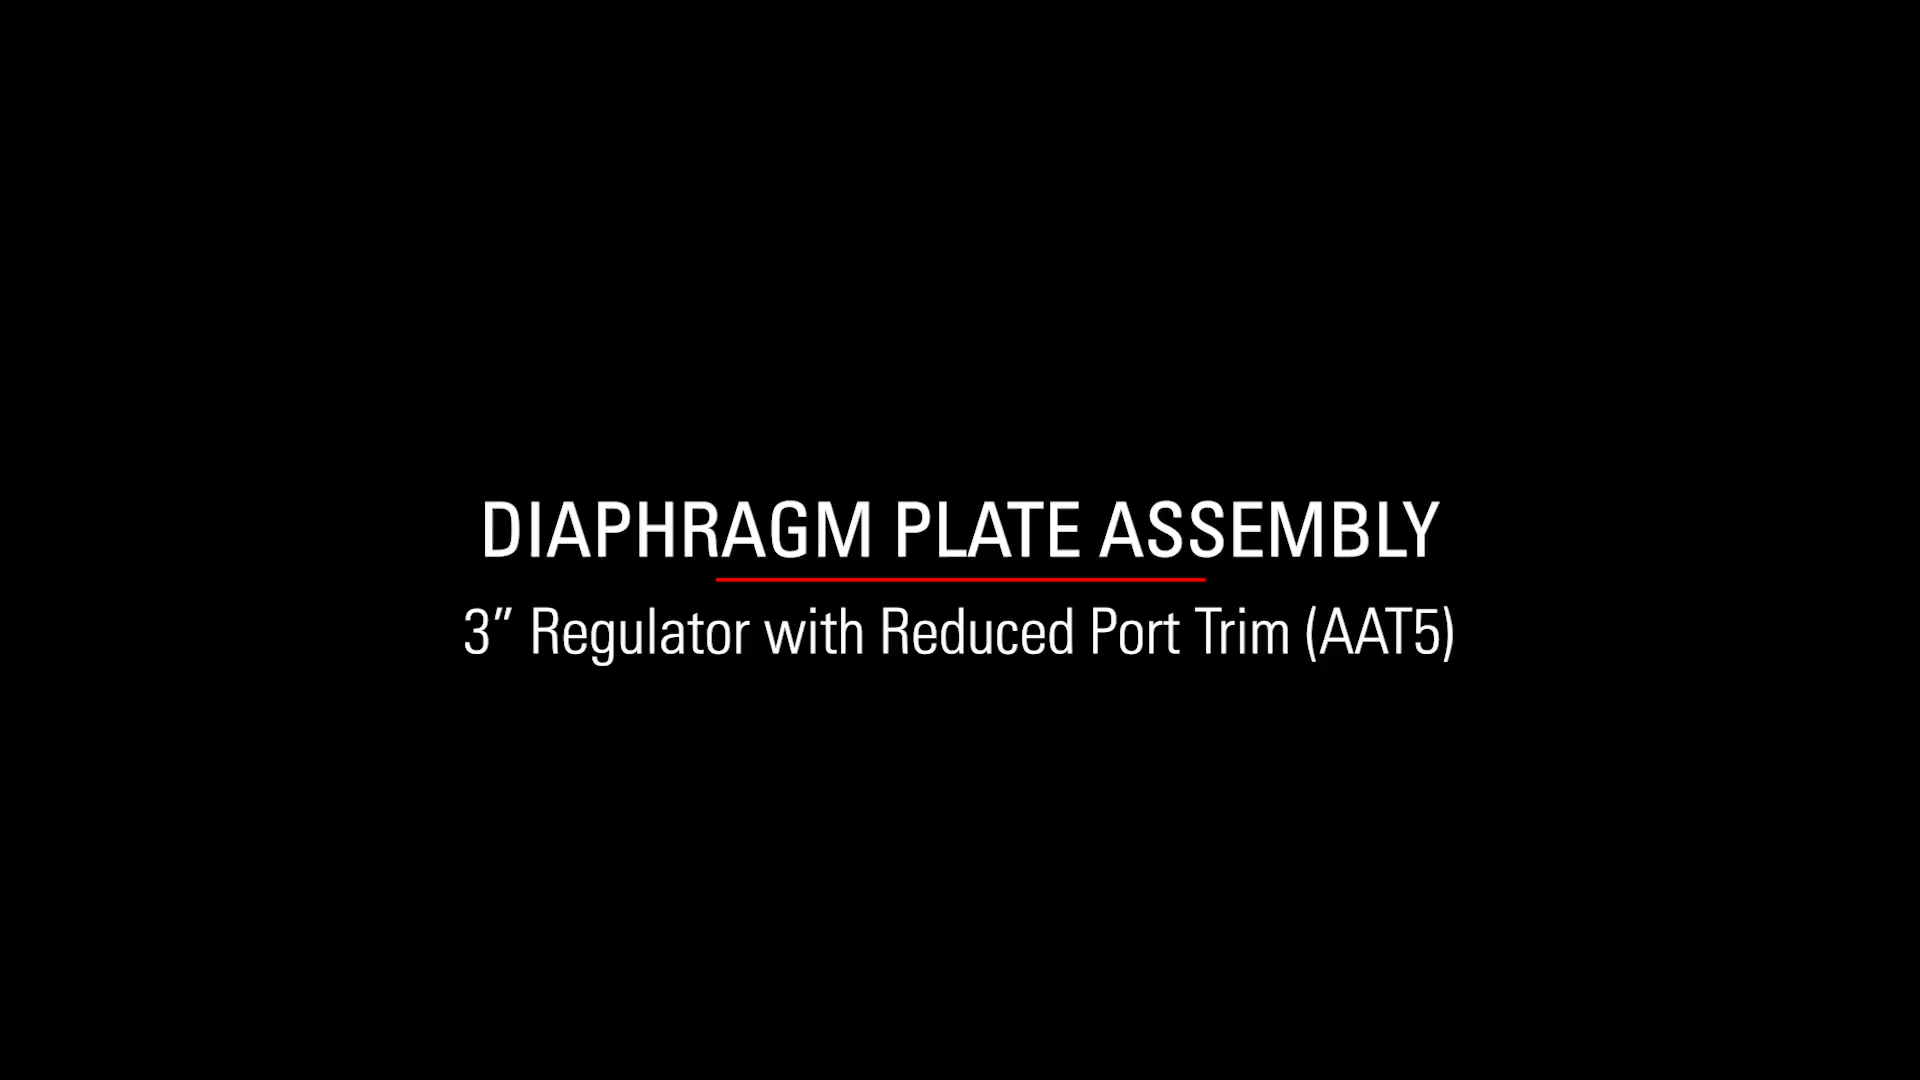 DIAPHRAGM PLATE ASSEMBLY
3” Regulator with Reduced Port Trim (AAT5)